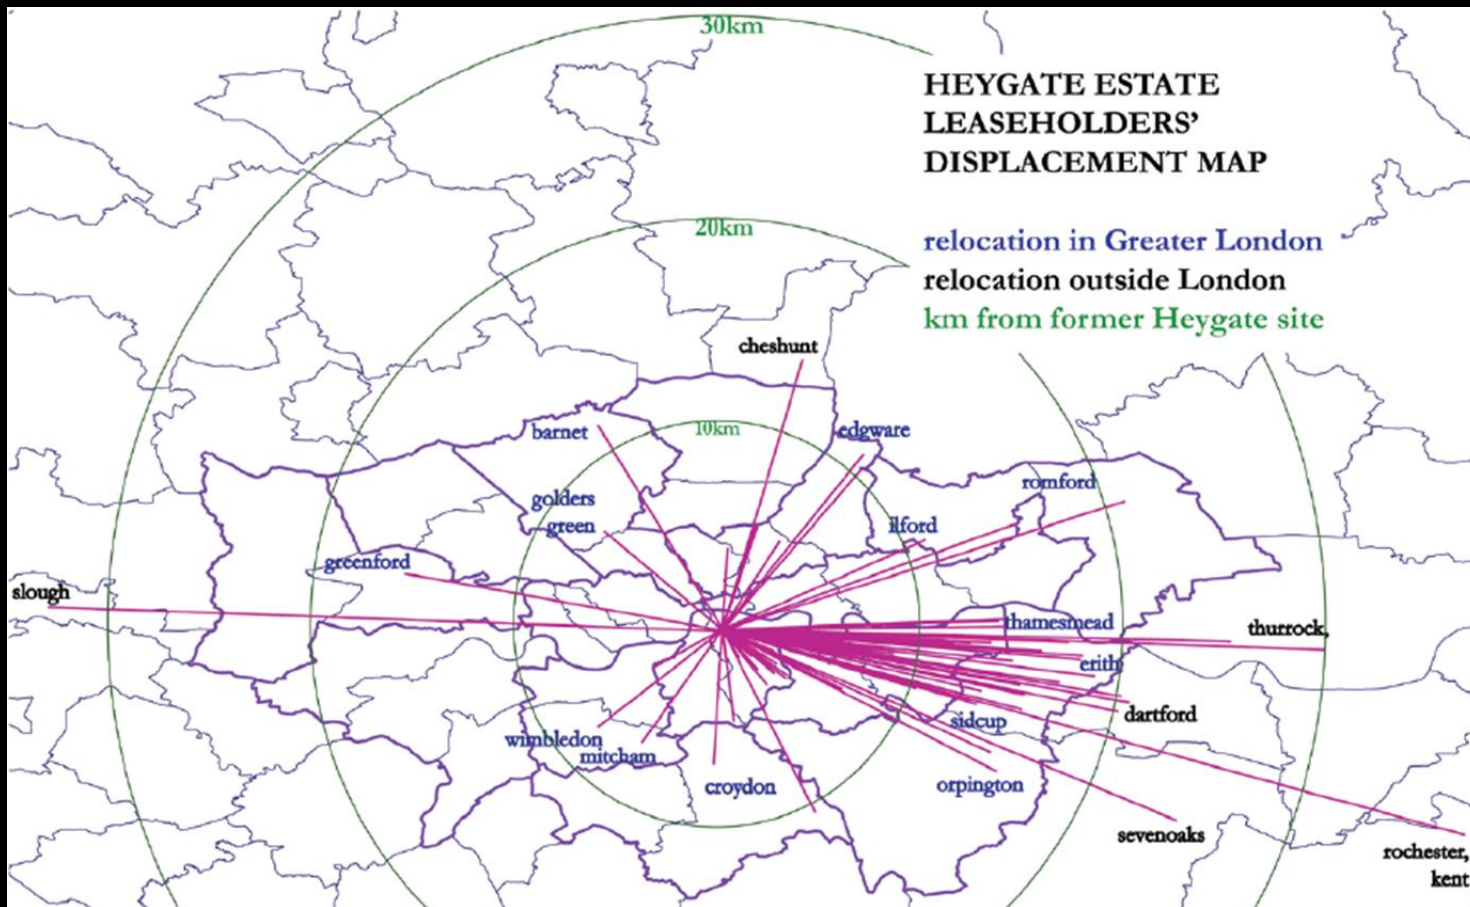 30km
HEYGATE ESTATE
LEASEHOLDERS’
DISPLACEMENT MAP
20km
relocation in Greater London
relocation outside London
km from former Heygate site
cheshunt
barnet
10km
edgware
romford
golders
green
ilford
greenford
slough
thamesmead
thurrock,
erith
dartford
sidcup
wimbledon
mitcham
croydon
orpington
sevenoaks
rochester,
kent